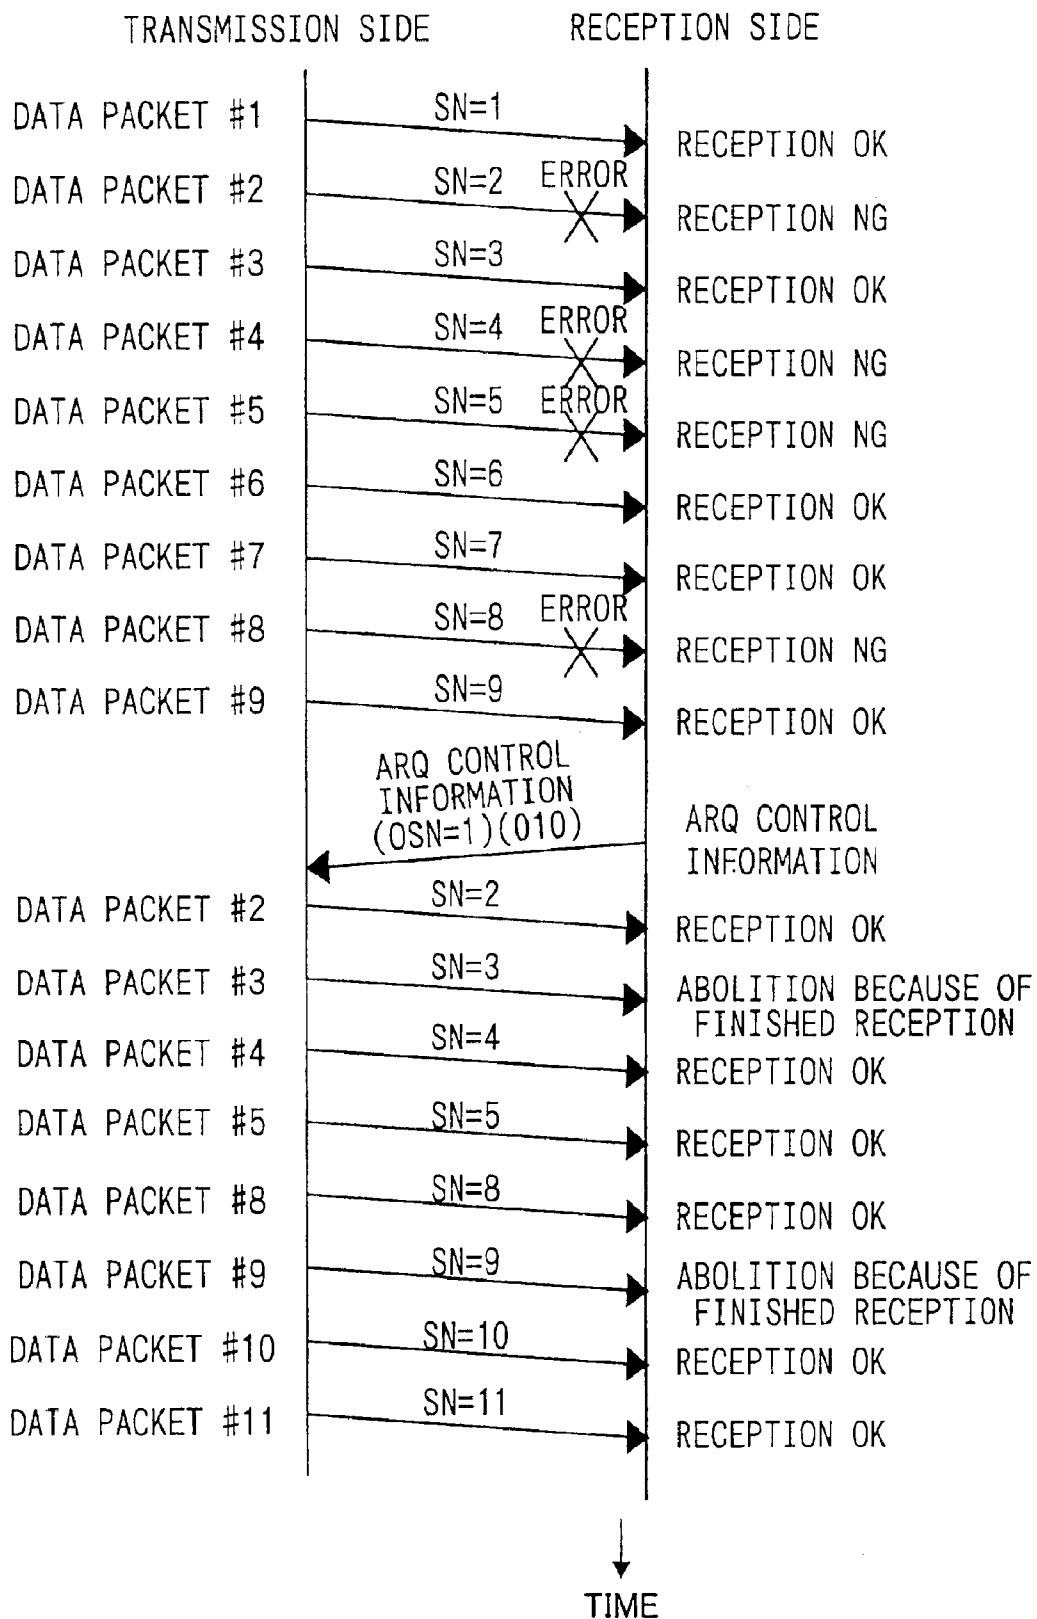 TRANSMISSION SIDE RECEPTION SIDE
DATA PACKET #1 SN=1 RECEPTION OK
DATA PACKET #2 SN=2 ERROR RECEPTION NG
DATA PACKET #3 SN=3 RECEPTION OK
DATA PACKET #4 SN=4 ERROR RECEPTION NG
DATA PACKET #5 SN=5 ERROR RECEPTION NG
DATA PACKET #6 SN=6 RECEPTION OK
DATA PACKET #7 SN=7 RECEPTION OK
DATA PACKET #8 SN=8 ERROR RECEPTION NG
DATA PACKET #9 SN=9 RECEPTION OK
ARQ CONTROL
INFORMATION
(OSN=1)(010)
ARQ CONTROL
INFORMATION
DATA PACKET #2 SN=2 RECEPTION OK
DATA PACKET #3 SN=3 ABOLITION BECAUSE OF
FINISHED RECEPTION
DATA PACKET #4 SN=4 RECEPTION OK
DATA PACKET #5 SN=5 RECEPTION OK
DATA PACKET #8 SN=8 RECEPTION OK
DATA PACKET #9 SN=9 ABOLITION BECAUSE OF
FINISHED RECEPTION
DATA PACKET #10 SN=10 RECEPTION OK
DATA PACKET #11 SN=11 RECEPTION OK
TIME